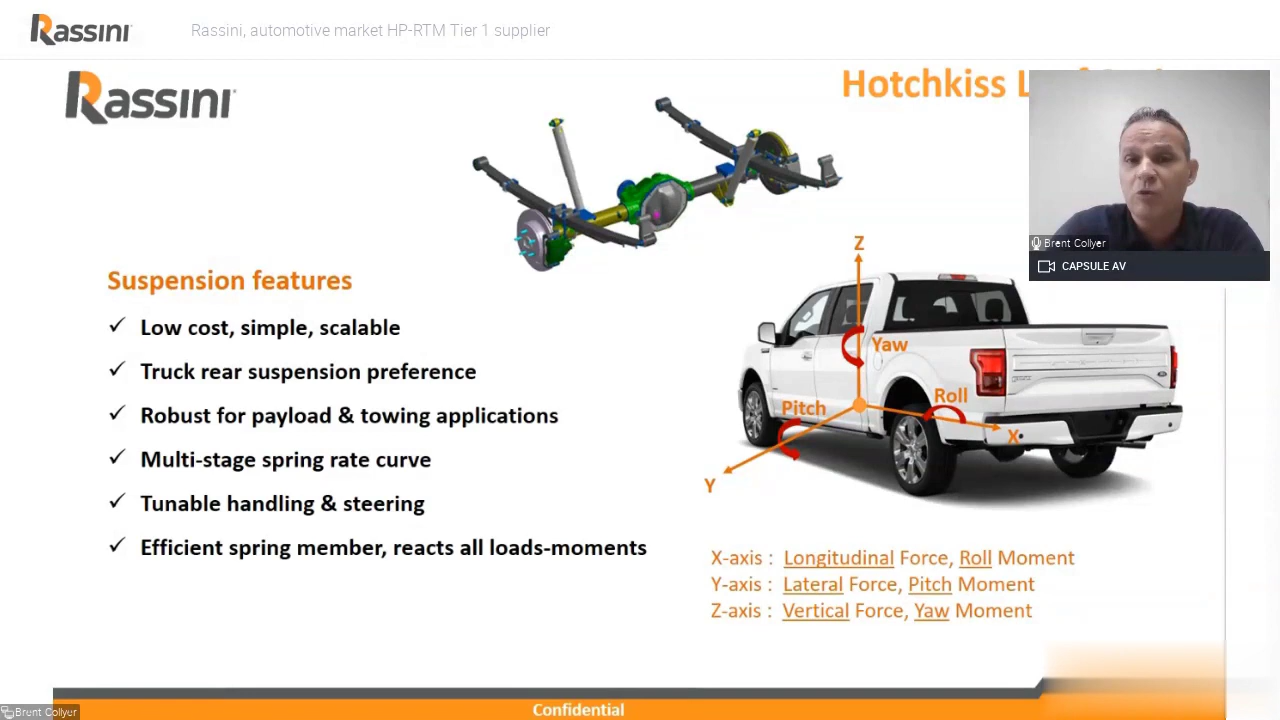 Rassini
Rassini, automotive market HP-RTM Tier 1 supplier
Rassini
Hotchkiss
Brent Collyer
CAPSULE AV
Suspension features
✓ Low cost, simple, scalable
✓ Truck rear suspension preference
✓ Robust for payload & towing applications
✓ Multi-stage spring rate curve
✓ Tunable handling & steering
✓ Efficient spring member, reacts all loads-moments
Z
Yaw
Roll
Pitch
X
Y
X-axis : Longitudinal Force, Roll Moment
Y-axis : Lateral Force, Pitch Moment
Z-axis : Vertical Force, Yaw Moment
Confidential
Brent Collyer